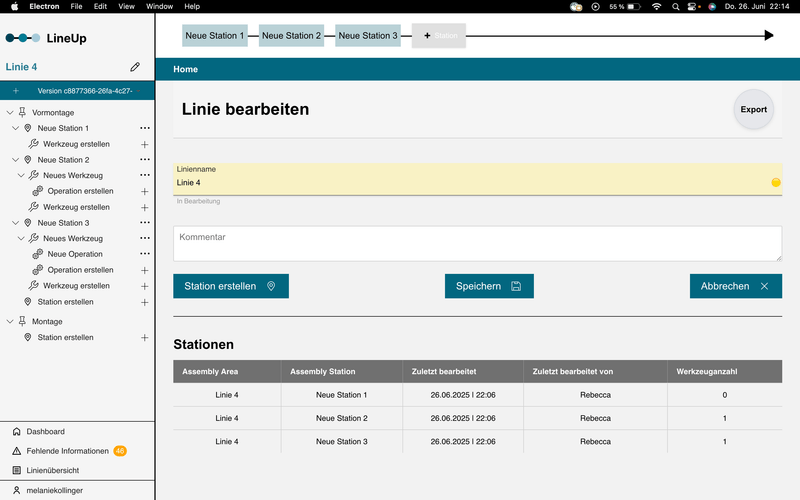 Electron File Edit View Window Help 55 % Do. 26. Juni 22:14
LineUp
Linie 4
Version c8877366-26fa-4c27-
Vormontage
Neue Station 1
Werkzeug erstellen
Neue Station 2
Neues Werkzeug
Operation erstellen
Werkzeug erstellen
Neue Station 3
Neues Werkzeug
Neue Operation
Operation erstellen
Werkzeug erstellen
Station erstellen
Montage
Station erstellen
Dashboard
Fehlende Informationen 46
Linienübersicht
melaniekollinger
Neue Station 1 Neue Station 2 Neue Station 3 + Station
Home
Linie bearbeiten
Export
Linienname
Linie 4
In Bearbeitung
Kommentar
Station erstellen Speichern Abbrechen
Stationen
Assembly Area Assembly Station Zuletzt bearbeitet Zuletzt bearbeitet von Werkzeuganzahl
Linie 4 Neue Station 1 26.06.2025 | 22:06 Rebecca 0
Linie 4 Neue Station 2 26.06.2025 | 22:06 Rebecca 1
Linie 4 Neue Station 3 26.06.2025 | 22:06 Rebecca 1